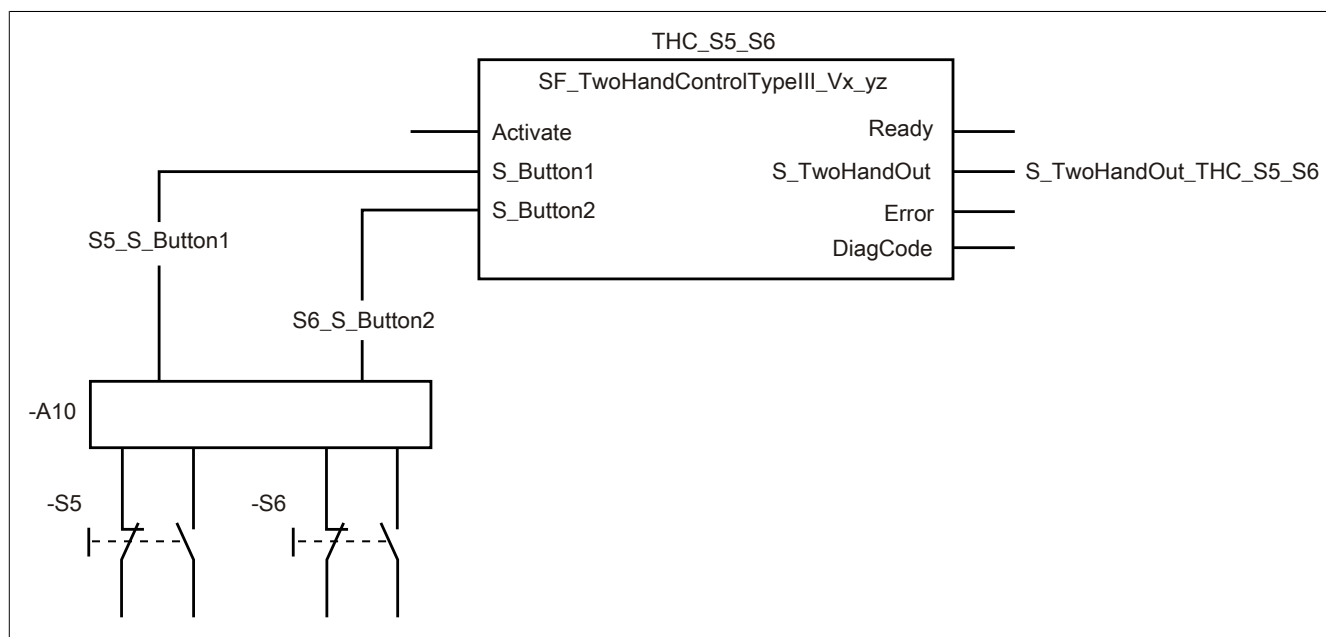 THC_S5_S6
SF_TwoHandControlTypeIII_Vx_yz
Activate
Ready
S_Button1
S_TwoHandOut
S_TwoHandOut_THC_S5_S6
S_Button2
Error
DiagCode
S5_S_Button1
S6_S_Button2
-A10
-S5
-S6